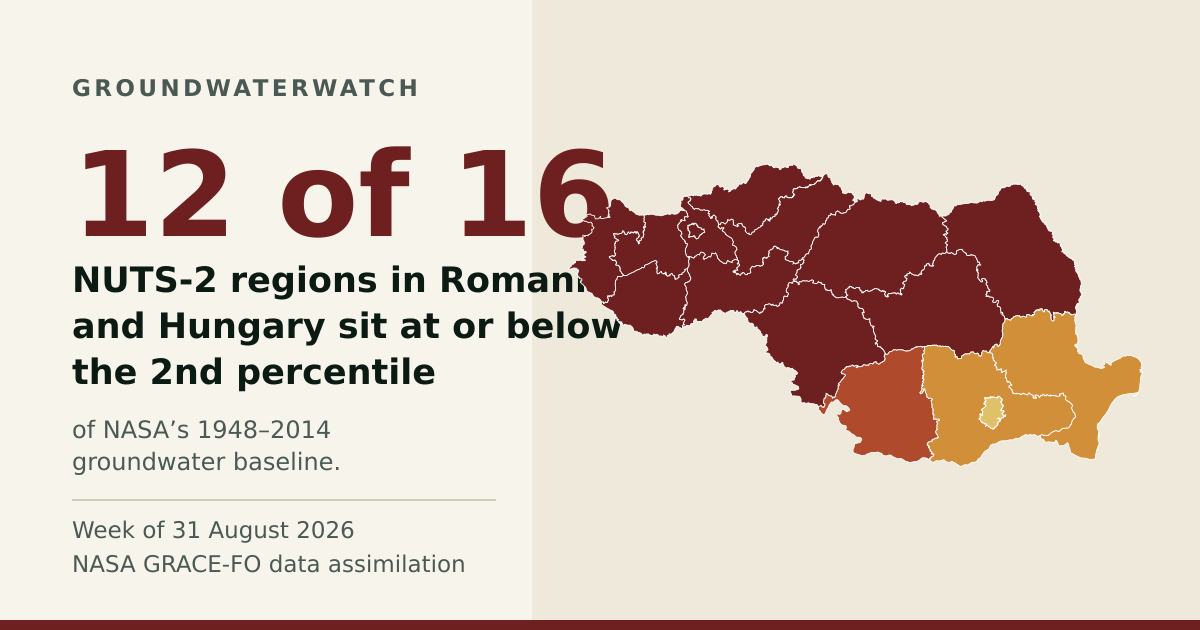 GROUNDWATERWATCH
12 of 16
NUTS-2 regions in Romani
and Hungary sit at or below
the 2nd percentile
of NASA’s 1948–2014
groundwater baseline.
Week of 31 August 2026
NASA GRACE-FO data assimilation